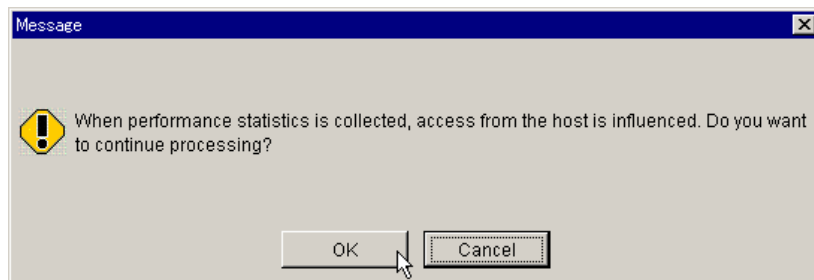 Message
When performance statistics is collected, access from the host is influenced. Do you want
to continue processing?
OK
Cancel